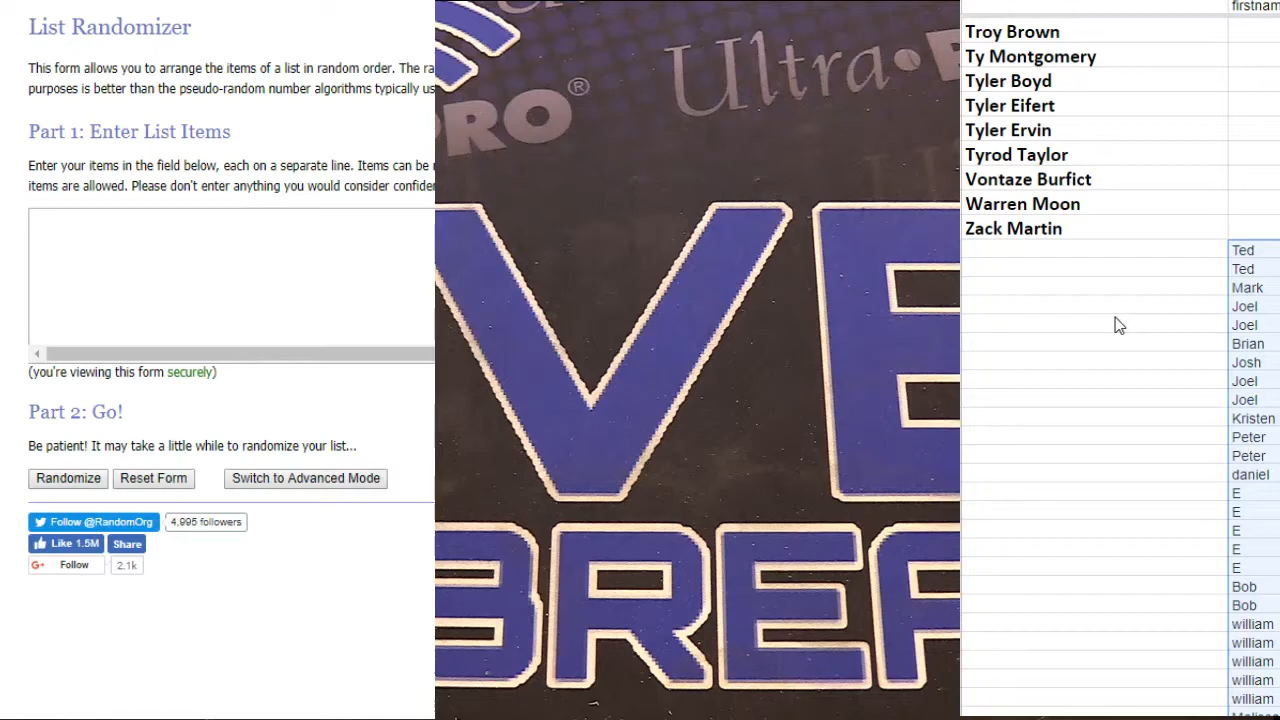 List Randomizer
This form allows you to arrange the items of a list in random order. The ra
purposes is better than the pseudo-random number algorithms typically us
Part 1: Enter List Items
Enter your items in the field below, each on a separate line. Items can be
items are allowed. Please don't enter anything you would consider confide
(you're viewing this form securely)
Part 2: Go!
Be patient! It may take a little while to randomize your list...
Randomize
Reset Form
Switch to Advanced Mode
Follow @RandomOrg
4,995 followers
Like 1.5M
Share
G+ Follow
2.1k
PRO®
Ultra•P
VE
BREA
firstnam
Troy Brown
Ty Montgomery
Tyler Boyd
Tyler Eifert
Tyler Ervin
Tyrod Taylor
Vontaze Burfict
Warren Moon
Zack Martin
Ted
Ted
Mark
Joel
Joel
Brian
Josh
Joel
Joel
Kristen
Peter
Peter
daniel
E
E
E
E
E
Bob
Bob
william
william
william
william
william